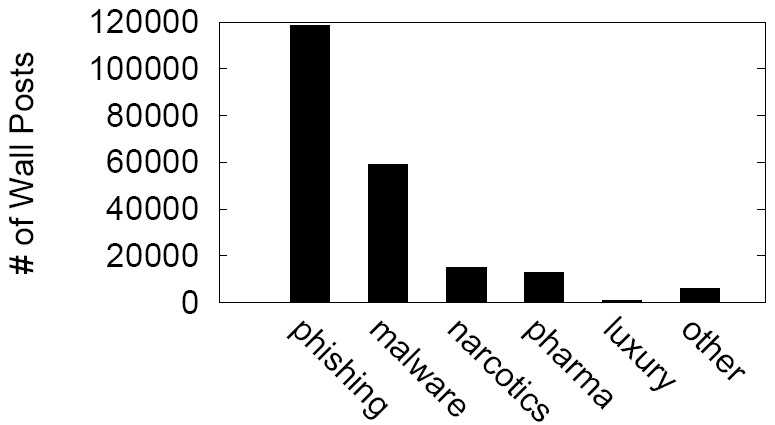 # of Wall Posts
120000
100000
80000
60000
40000
20000
0
phishing
malware
narcotics
pharma
luxury
other